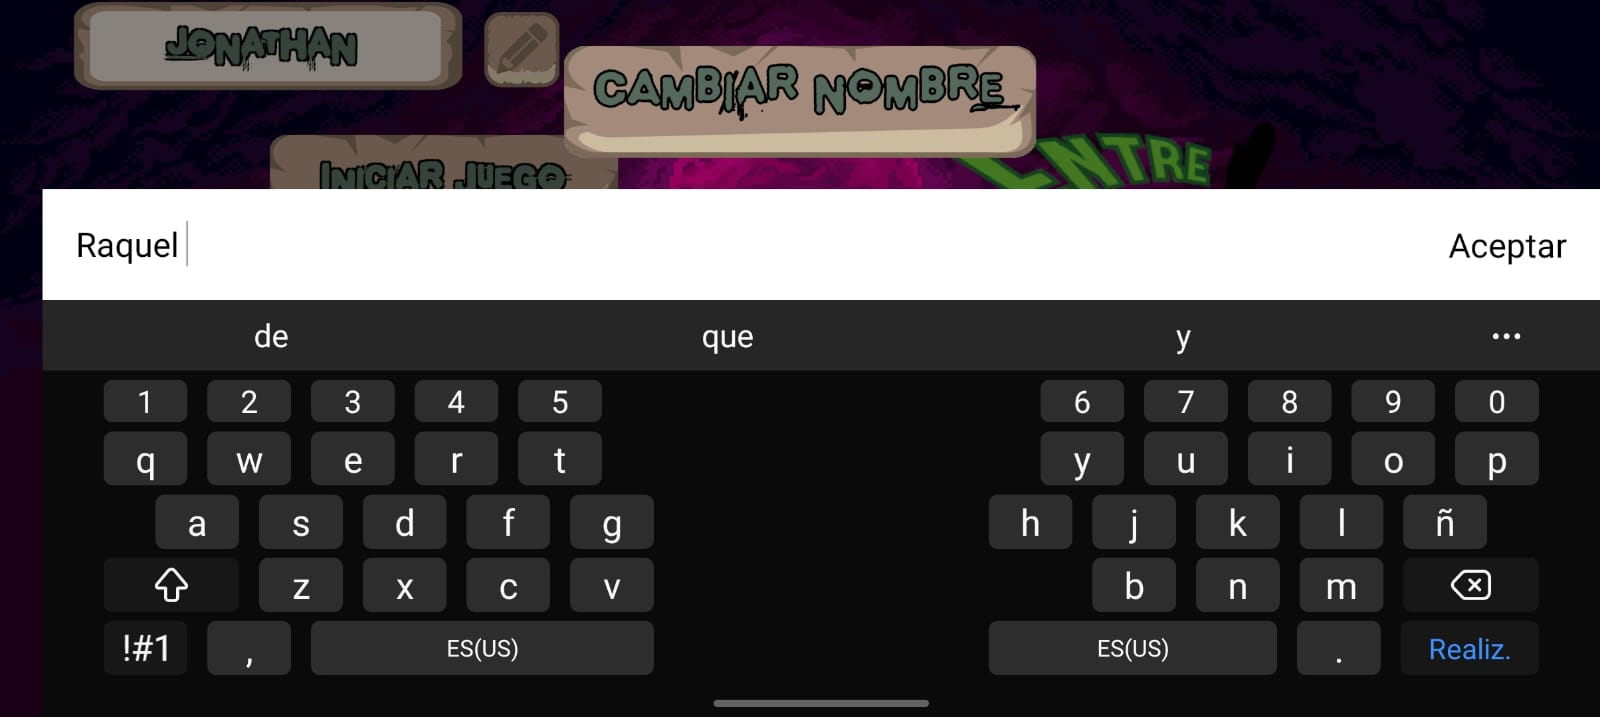 JONATHAN
CAMBIAR NOMBRE
INICIAR JUEGO
ENTRE
Raquel
Aceptar
de que y ...
1 2 3 4 5 6 7 8 9 0
q w e r t y u i o p
a s d f g h j k l ñ
z x c v b n m
!#1 , ES(US) ES(US) . Realiz.